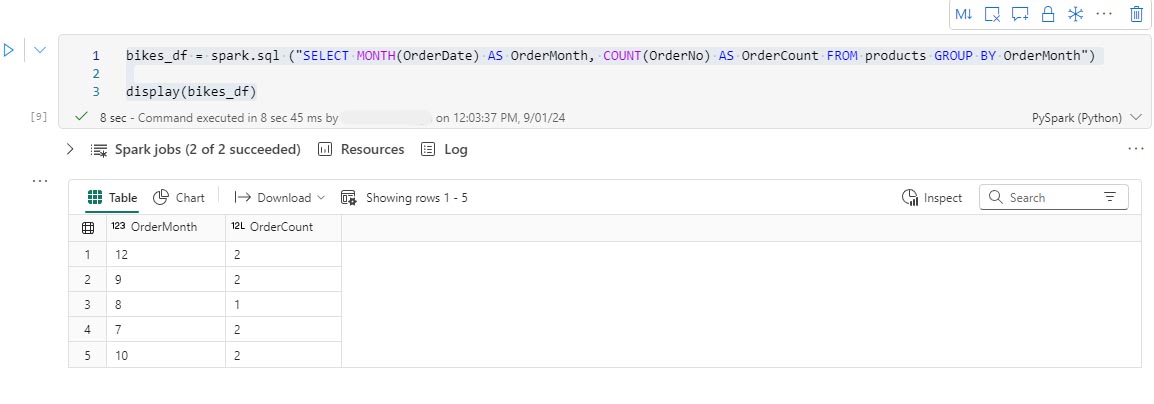 M↓
1 bikes_df = spark.sql ("SELECT MONTH(OrderDate) AS OrderMonth, COUNT(OrderNo) AS OrderCount FROM products GROUP BY OrderMonth")
2
3 display(bikes_df)
[9] 8 sec - Command executed in 8 sec 45 ms by on 12:03:37 PM, 9/01/24 PySpark (Python)
Spark jobs (2 of 2 succeeded) Resources Log
Table Chart Download Showing rows 1 - 5 Inspect Search
123 OrderMonth 12L OrderCount
1 12 2
2 9 2
3 8 1
4 7 2
5 10 2